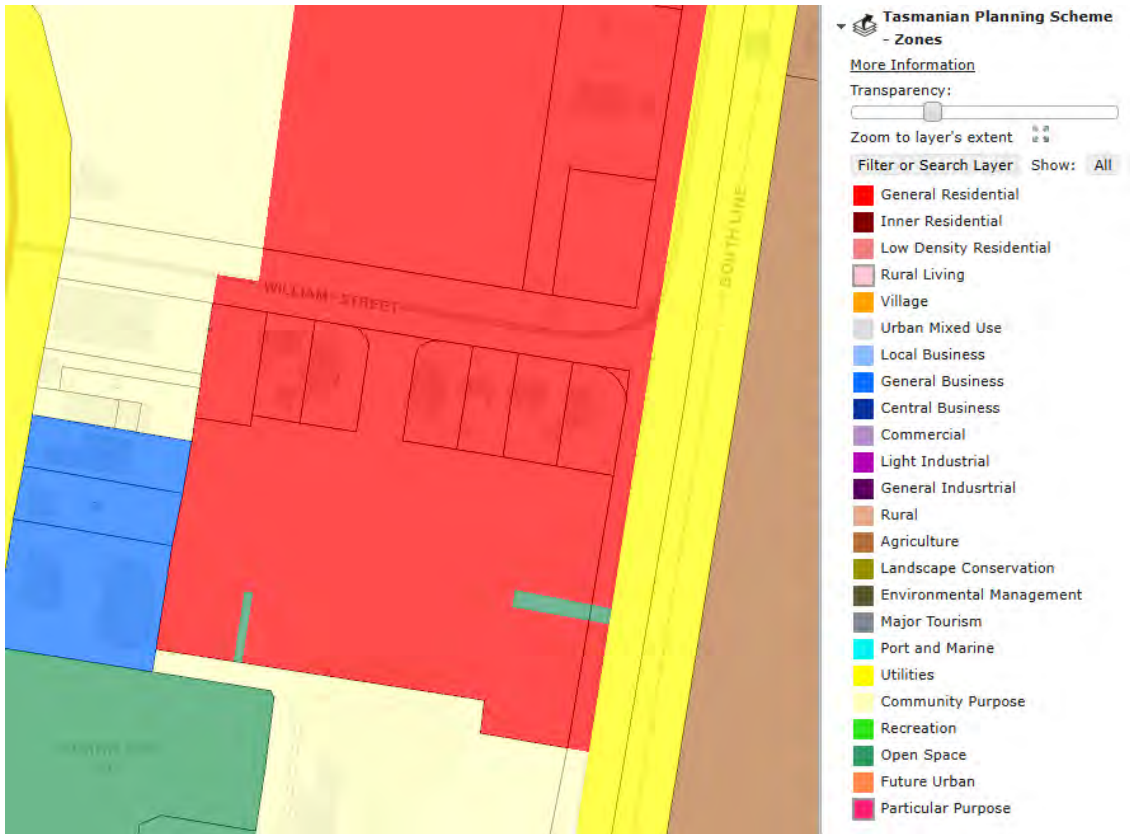 Tasmanian Planning Scheme
- Zones
More Information
Transparency:
Zoom to layer's extent
Filter or Search Layer Show: All
General Residential
Inner Residential
Low Density Residential
Rural Living
Village
Urban Mixed Use
Local Business
General Business
Central Business
Commercial
Light Industrial
General Indusrtrial
Rural
Agriculture
Landscape Conservation
Environmental Management
Major Tourism
Port and Marine
Utilities
Community Purpose
Recreation
Open Space
Future Urban
Particular Purpose
WILLIAM STREET
SOUTH LINE